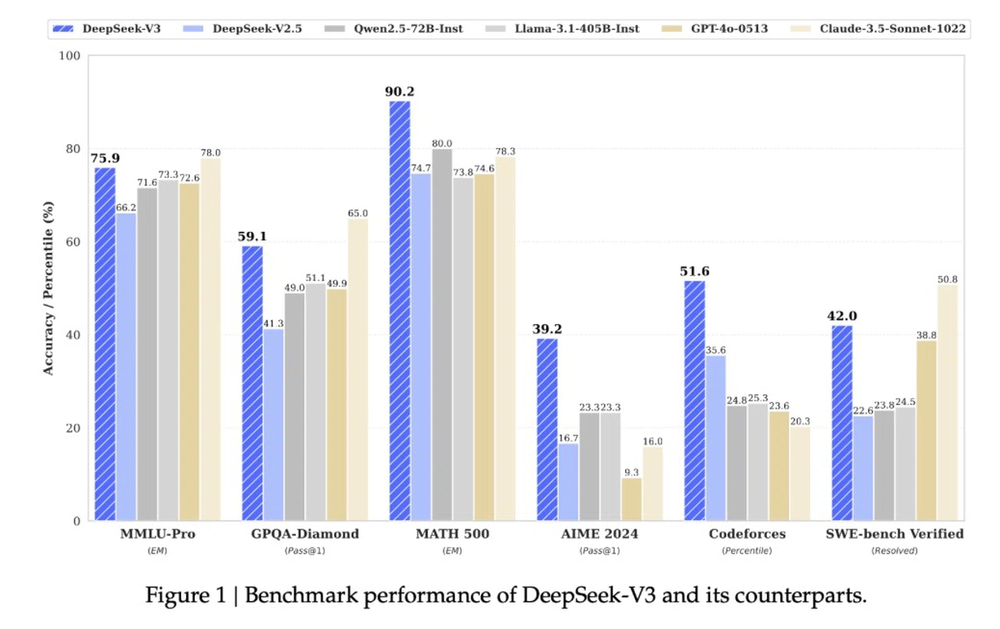 DeepSeek-V3 DeepSeek-V2.5 Qwen2.5-72B-Inst Llama-3.1-405B-Inst GPT-4o-0513 Claude-3.5-Sonnet-1022
Accuracy / Percentile (%)
100
80
60
40
20
0
75.9 66.2 71.6 73.3 72.6 78.0
59.1 41.3 49.0 51.1 49.9 65.0
90.2 74.7 80.0 73.8 74.6 78.3
39.2 16.7 23.3 23.3 9.3 16.0
51.6 35.6 24.8 25.3 23.6 20.3
42.0 22.6 23.8 24.5 38.8 50.8
MMLU-Pro GPQA-Diamond MATH 500 AIME 2024 Codeforces SWE-bench Verified
(EM) (Pass@1) (EM) (Pass@1) (Percentile) (Resolved)
Figure 1 | Benchmark performance of DeepSeek-V3 and its counterparts.